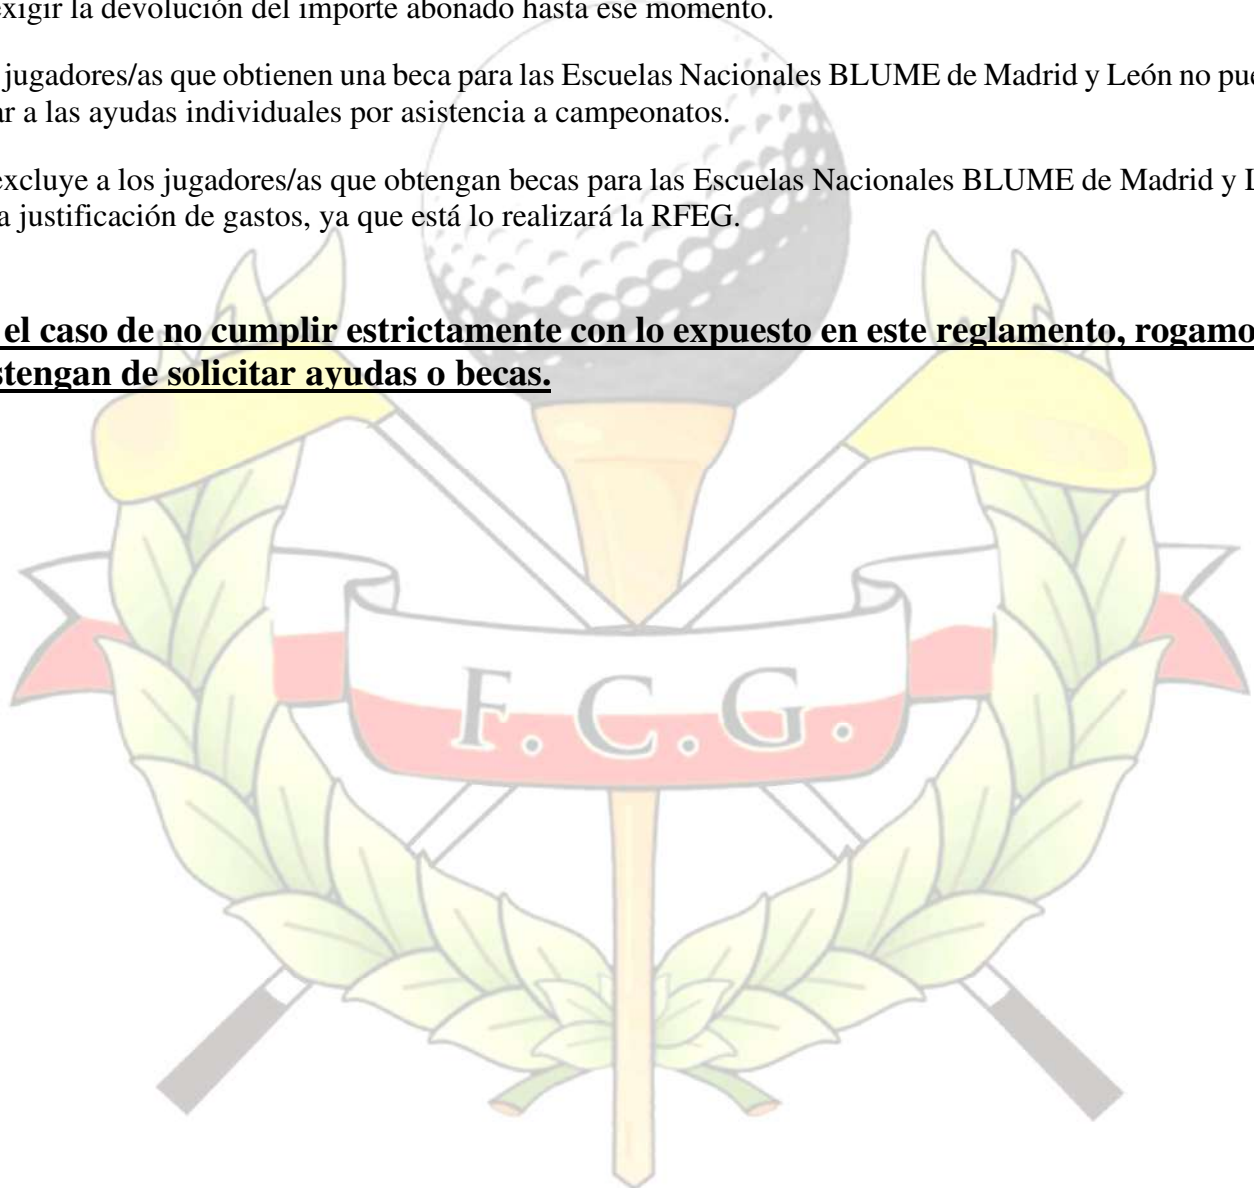 exigir la devolución del importe abonado hasta ese momento.
jugadores/as que obtienen una beca para las Escuelas Nacionales BLUME de Madrid y León no pue
ar a las ayudas individuales por asistencia a campeonatos.
excluye a los jugadores/as que obtengan becas para las Escuelas Nacionales BLUME de Madrid y L
a justificación de gastos, ya que está lo realizará la RFEG.
el caso de no cumplir estrictamente con lo expuesto en este reglamento, rogamo
stengan de solicitar ayudas o becas.
F. C. G.